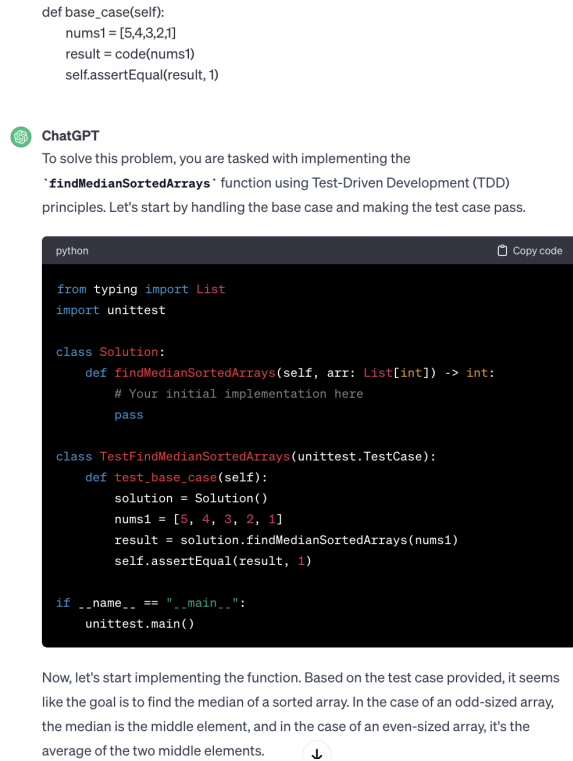 def base_case(self):
nums1 = [5,4,3,2,1]
result = code(nums1)
self.assertEqual(result, 1)
ChatGPT
To solve this problem, you are tasked with implementing the
`findMedianSortedArrays` function using Test-Driven Development (TDD)
principles. Let's start by handling the base case and making the test case pass.
python
Copy code
from typing import List
import unittest
class Solution:
def findMedianSortedArrays(self, arr: List[int]) -> int:
# Your initial implementation here
pass
class TestFindMedianSortedArrays(unittest.TestCase):
def test_base_case(self):
solution = Solution()
nums1 = [5, 4, 3, 2, 1]
result = solution.findMedianSortedArrays(nums1)
self.assertEqual(result, 1)
if __name__ == "__main__":
unittest.main()
Now, let's start implementing the function. Based on the test case provided, it seems
like the goal is to find the median of a sorted array. In the case of an odd-sized array,
the median is the middle element, and in the case of an even-sized array, it's the
average of the two middle elements.